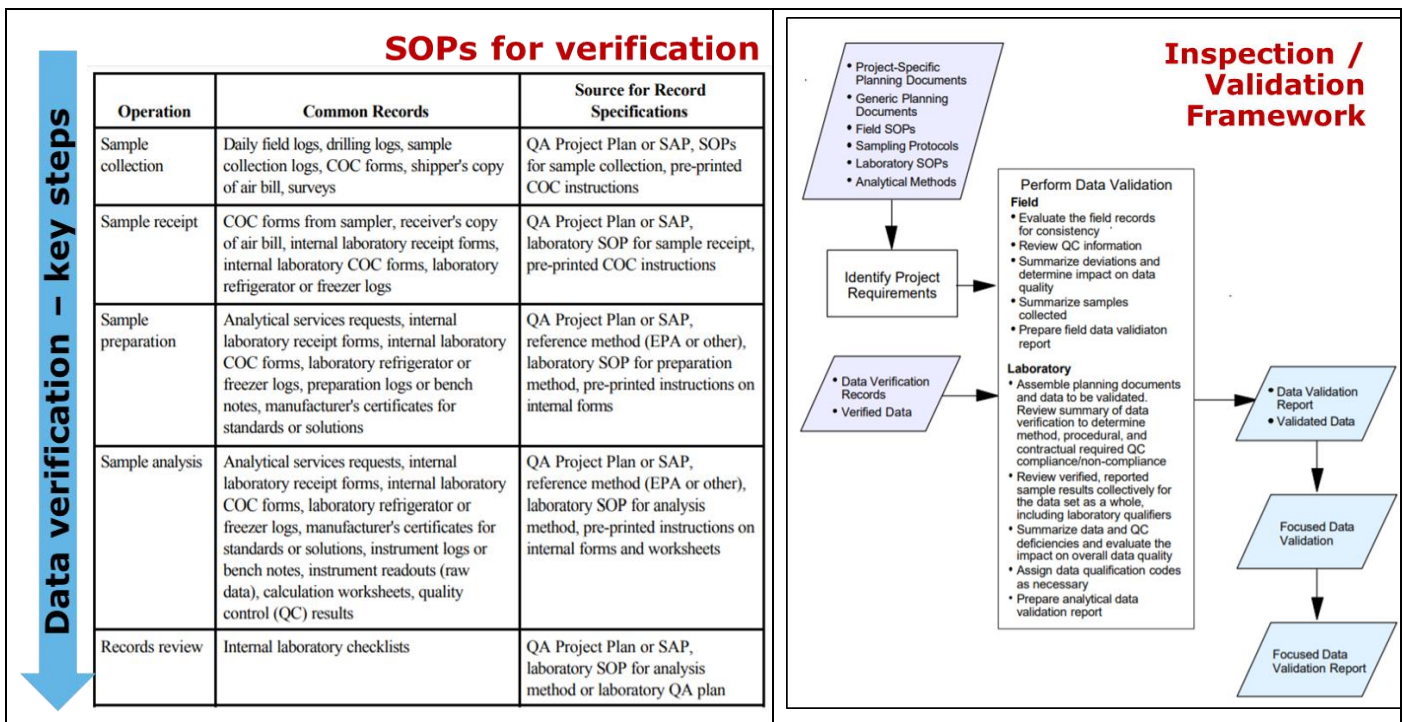 Data verification – key steps
SOPs for verification
Operation
Common Records
Source for Record
Specifications
Sample
collection
Daily field logs, drilling logs, sample
collection logs, COC forms, shipper's copy
of air bill, surveys
QA Project Plan or SAP, SOPs
for sample collection, pre-printed
COC instructions
Sample receipt
COC forms from sampler, receiver's copy
of air bill, internal laboratory receipt forms,
internal laboratory COC forms, laboratory
refrigerator or freezer logs
QA Project Plan or SAP,
laboratory SOP for sample receipt,
pre-printed COC instructions
Sample
preparation
Analytical services requests, internal
laboratory receipt forms, internal laboratory
COC forms, laboratory refrigerator or
freezer logs, preparation logs or bench
notes, manufacturer's certificates for
standards or solutions
QA Project Plan or SAP,
reference method (EPA or other),
laboratory SOP for preparation
method, pre-printed instructions on
internal forms
Sample analysis
Analytical services requests, internal
laboratory receipt forms, internal laboratory
COC forms, laboratory refrigerator or
freezer logs, manufacturer's certificates for
standards or solutions, instrument logs or
bench notes, instrument readouts (raw
data), calculation worksheets, quality
control (QC) results
QA Project Plan or SAP,
reference method (EPA or other),
laboratory SOP for analysis
method, pre-printed instructions on
internal forms and worksheets
Records review
Internal laboratory checklists
QA Project Plan or SAP,
laboratory SOP for analysis
method or laboratory QA plan
Inspection /
Validation
Framework
• Project-Specific
Planning Documents
• Generic Planning
Documents
• Field SOPs
• Sampling Protocols
• Laboratory SOPs
• Analytical Methods
Identify Project
Requirements
• Data Verification
Records
• Verified Data
Perform Data Validation
Field
• Evaluate the field records
for consistency
• Review QC information
• Summarize deviations and
determine impact on data
quality
• Summarize samples
collected
• Prepare field data validiaton
report
Laboratory
• Assemble planning documents
and data to be validated.
Review summary of data
verification to determine
method, procedural, and
contractual required QC
compliance/non-compliance
• Review verified, reported
sample results collectively for
the data set as a whole,
including laboratory qualifiers
• Summarize data and QC
deficiencies and evaluate the
impact on overall data quality
• Assign data qualification codes
as necessary
• Prepare analytical data
validation report
• Data Validation
Report
• Validated Data
Focused Data
Validation
Focused Data
Validation Report